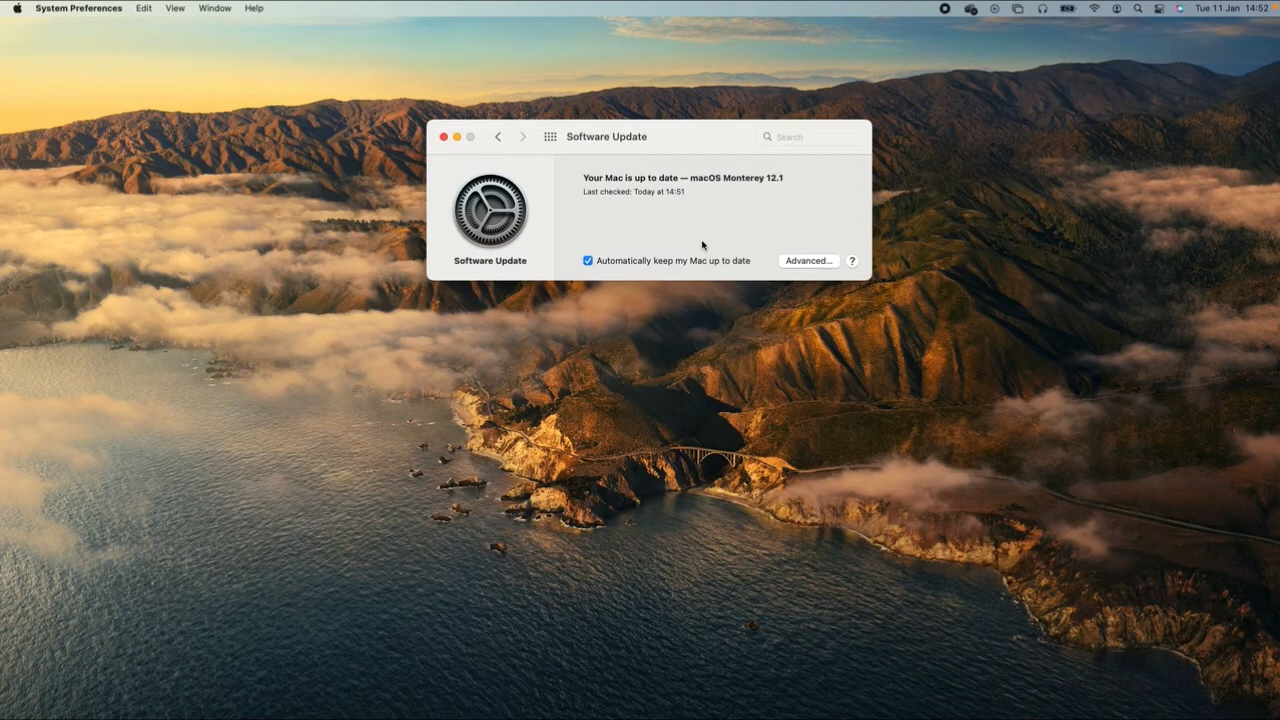 System Preferences Edit View Window Help Tue 11 Jan 14:52
Software Update Search
Your Mac is up to date — macOS Monterey 12.1
Last checked: Today at 14:51
Software Update
Automatically keep my Mac up to date Advanced... ?